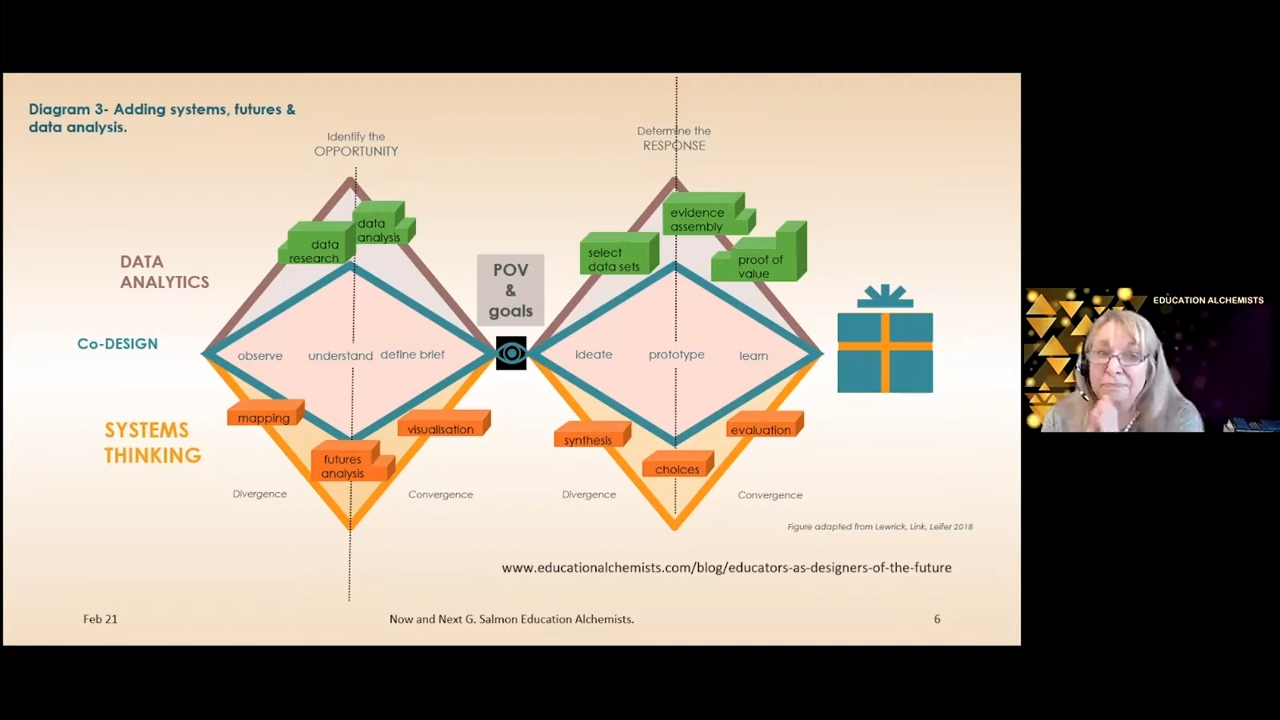 Diagram 3- Adding systems, futures &
data analysis.
Identify the
OPPORTUNITY
Determine the
RESPONSE
DATA
ANALYTICS
data
research
data
analysis
POV
&
goals
select
data sets
evidence
assembly
proof of
value
Co-DESIGN
observe
understand
define brief
Ideate
prototype
learn
SYSTEMS
THINKING
mapping
futures
analysis
visualisation
synthesis
choices
evaluation
Divergence
Convergence
Divergence
Convergence
Figure adapted from Lewrick, Link, Leifer 2018
www.educationalchemists.com/blog/educators-as-designers-of-the-future
Feb 21
Now and Next G. Salmon Education Alchemists.
6
EDUCATION ALCHEMISTS